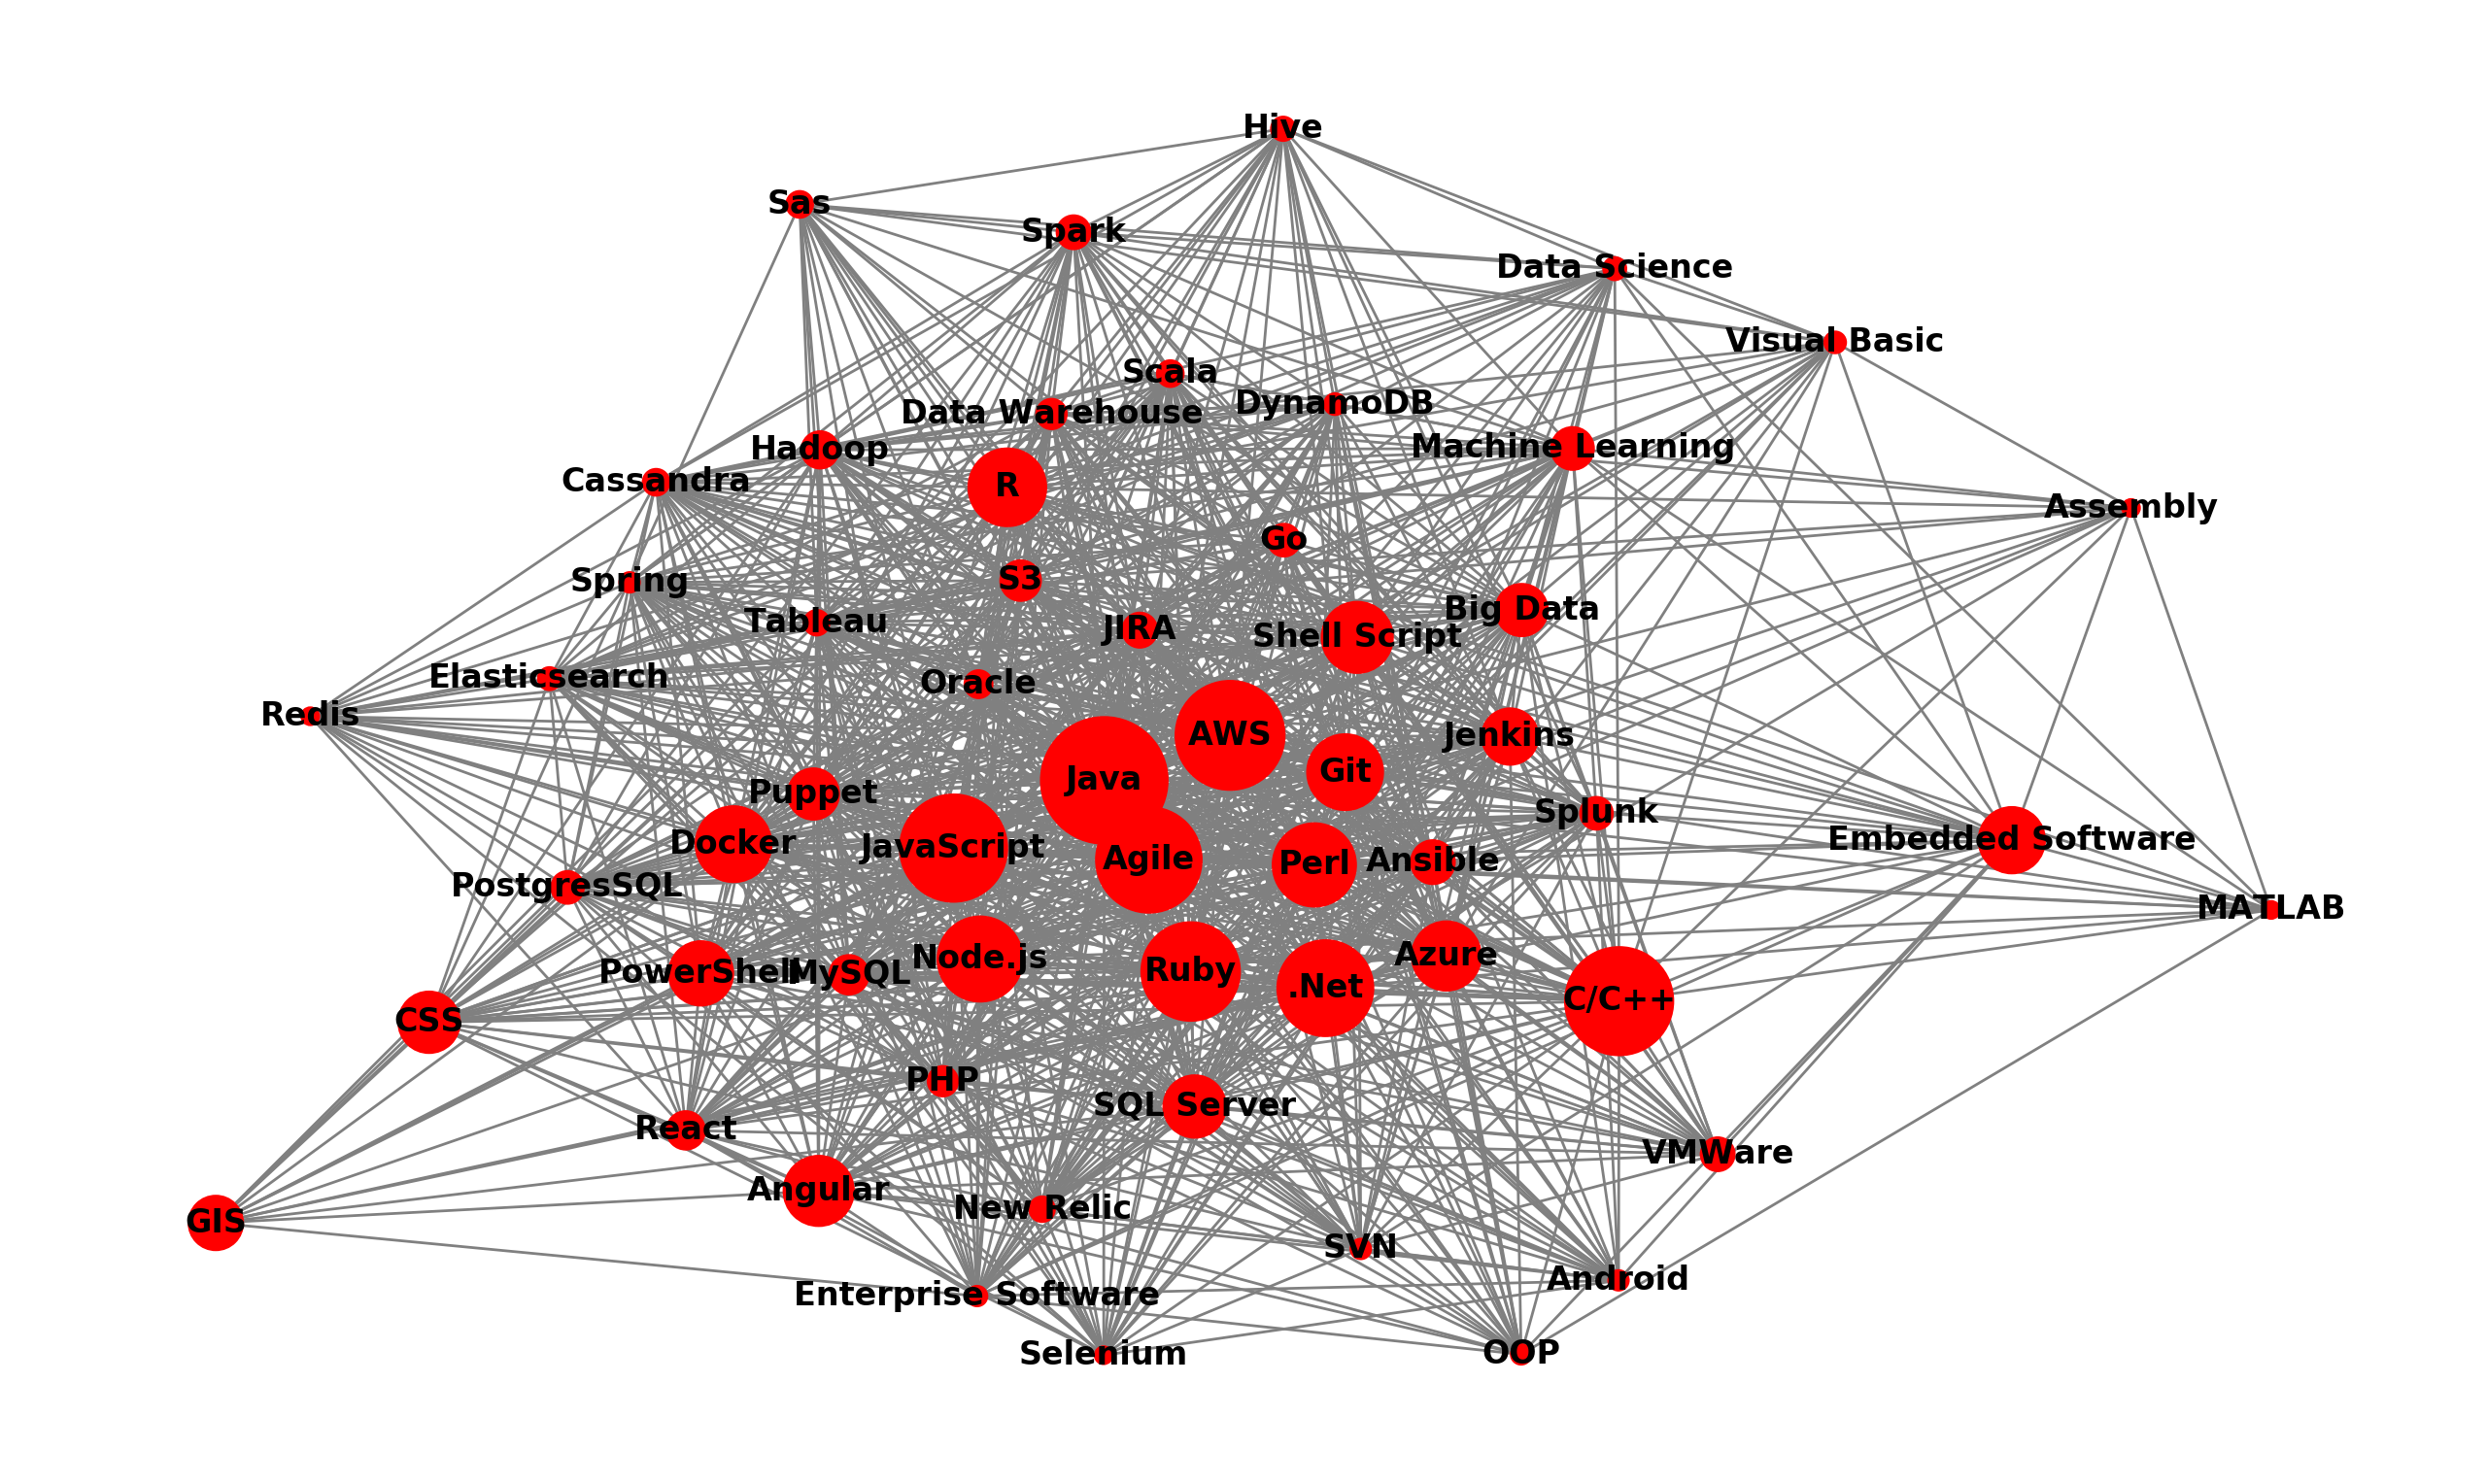 Hive
Sas
Spark
Data Science
Visual Basic
Scala
DynamoDB
Data Warehouse
Hadoop
Machine Learning
Cassandra
R
Assembly
Go
S3
Spring
Big Data
Tableau
JIRA
Shell Script
Elasticsearch
Oracle
Redis
AWS
Jenkins
Git
Java
Puppet
Splunk
Embedded Software
Docker
JavaScript
Agile
Perl
Ansible
PostgresSQL
MATLAB
Node.js
Azure
PowerShell
MySQL
Ruby
.Net
C/C++
CSS
PHP
SQL Server
React
VMWare
Angular
New Relic
GIS
SVN
Android
Enterprise Software
Selenium
OOP